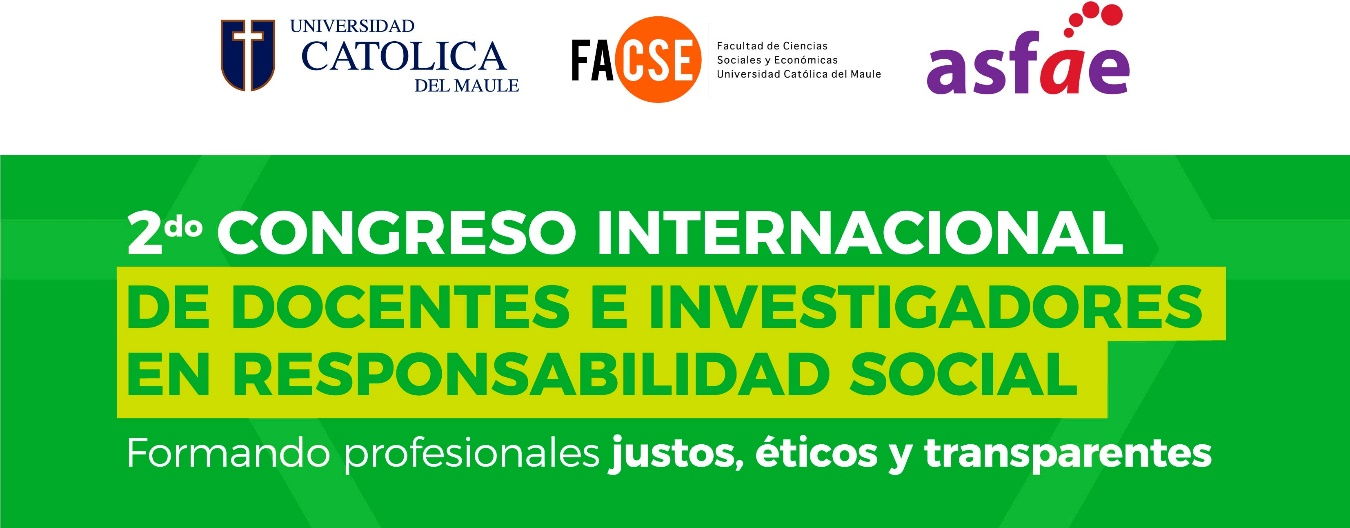 UNIVERSIDAD
CATOLICA
DEL MAULE
FACSE
Facultad de Ciencias
Sociales y Económicas
Universidad Católica del Maule
asfae
2do CONGRESO INTERNACIONAL
DE DOCENTES E INVESTIGADORES
EN RESPONSABILIDAD SOCIAL
Formando profesionales justos, éticos y transparentes